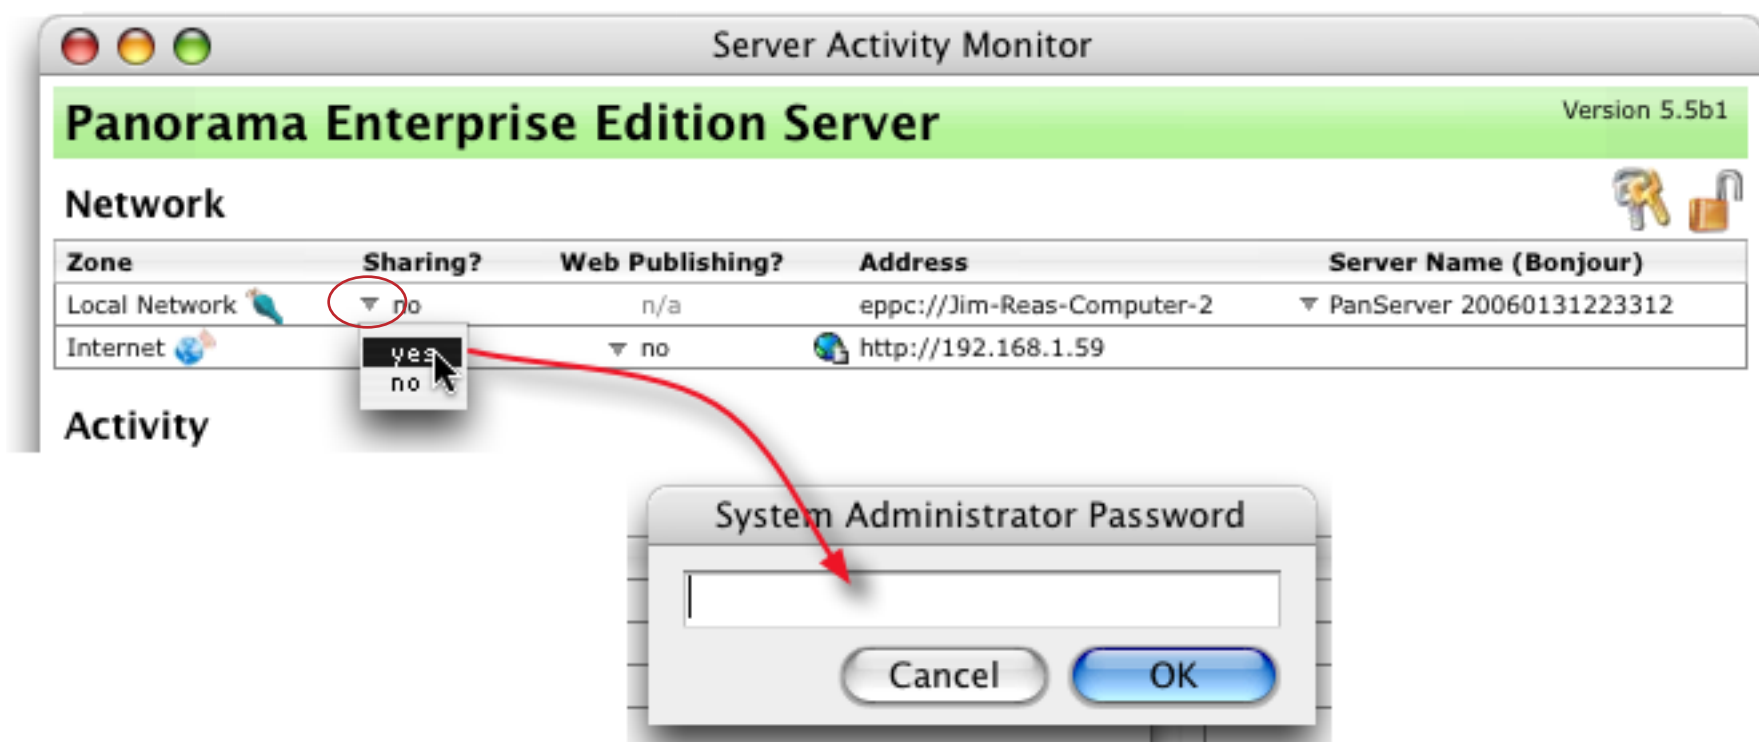 Server Activity Monitor
Panorama Enterprise Edition Server
Version 5.5b1
Network
Zone Sharing? Web Publishing? Address Server Name (Bonjour)
Local Network no n/a eppc://Jim-Reas-Computer-2 PanServer 20060131223312
Internet no http://192.168.1.59
yes
no
Activity
System Administrator Password
Cancel OK